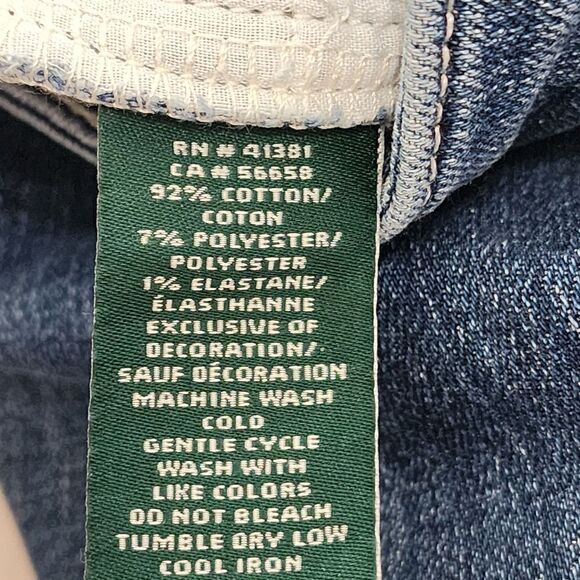 RN # 41381
CA # 56658
92% COTTON/
COTON
7% POLYESTER/
POLYESTER
1% ELASTANE/
ÉLASTHANNE
EXCLUSIVE OF
DECORATION/
SAUF DÉCORATION
MACHINE WASH
COLD
GENTLE CYCLE
WASH WITH
LIKE COLORS
DO NOT BLEACH
TUMBLE DRY LOW
COOL IRON